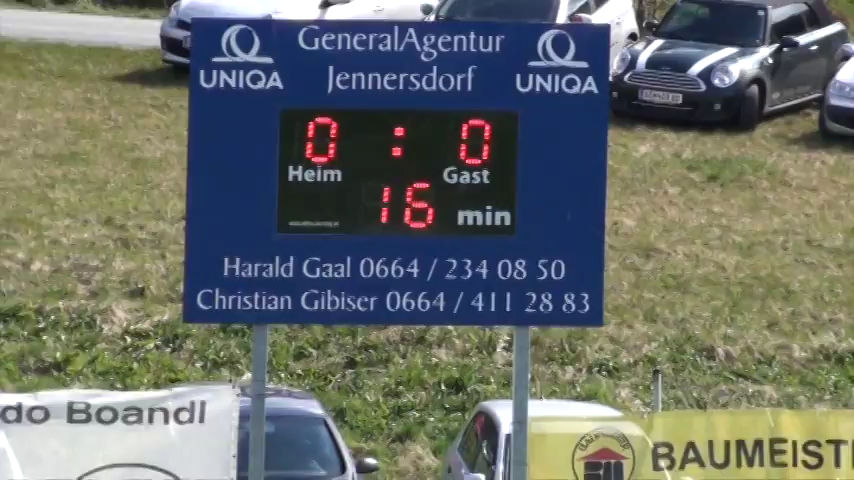 GeneralAgentur
Jennersdorf
UNIQA
UNIQA
0 : 0
Heim
Gast
16 min
Harald Gaal 0664 / 234 08 50
Christian Gibiser 0664 / 411 28 83
do Boandl
BAUMEIST